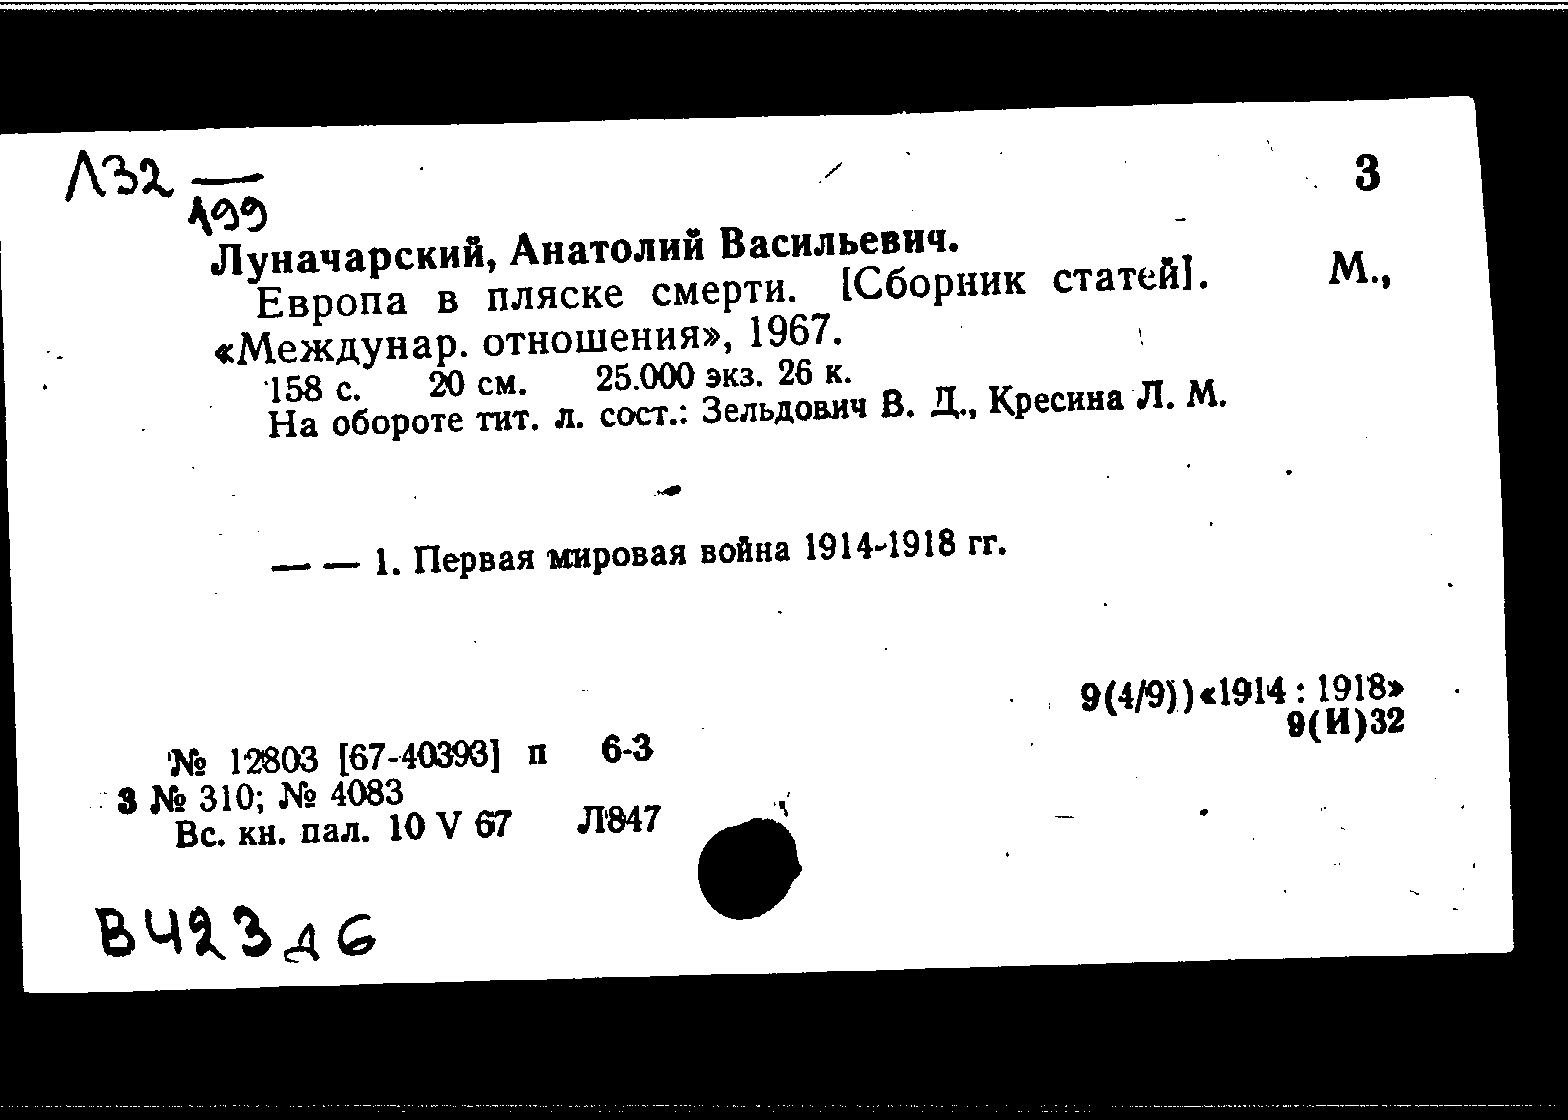 Л32 —
199
3
Луначарский, Анатолий Васильевич.
Европа в пляске смерти. [Сборник статей]. М.,
«Междунар. отношения», 1967.
158 с. 20 см. 25.000 экз. 26 к.
На обороте тит. л. сост.: Зельдович В. Д., Кресина Л. М.
— — 1. Первая мировая война 1914-1918 гг.
9(4/9))«1914 : 1918»
9(И)32
№ 12803 [67-40393] п 6-3
3 № 310; № 4083
Вс. кн. пал. 10 V 67 Л847
В423д6